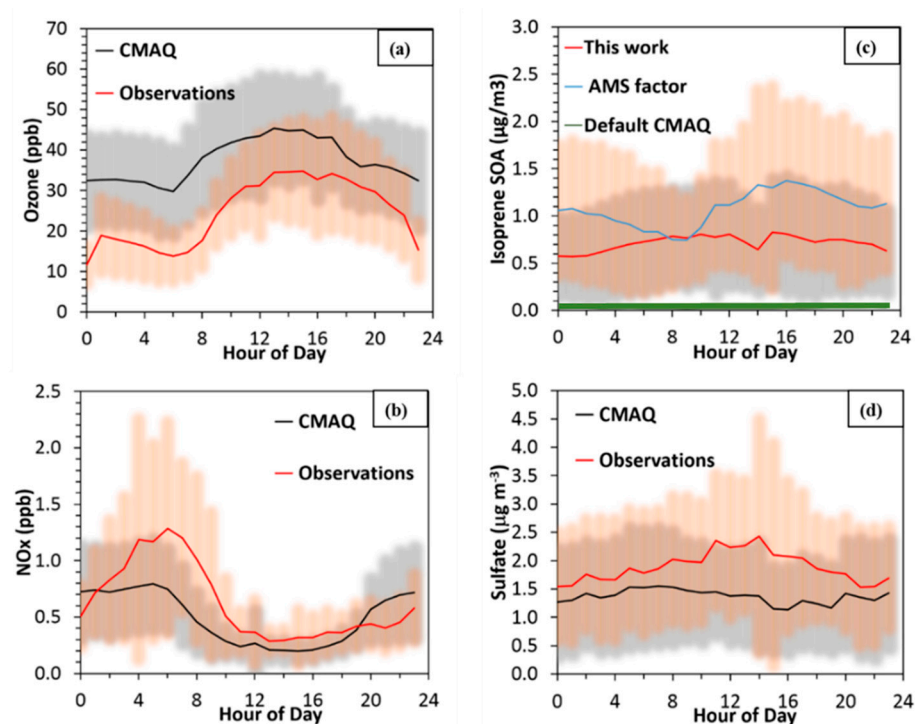 70
60
50
40
30
20
10
0
Ozone (ppb)
CMAQ
Observations
(a)
0 4 8 12 16 20 24
Hour of Day
3.0
2.5
2.0
1.5
1.0
0.5
0.0
Isoprene SOA (µg/m3)
This work
AMS factor
Default CMAQ
(c)
0 4 8 12 16 20 24
Hour of Day
2.5
2.0
1.5
1.0
0.5
0.0
NOx (ppb)
CMAQ
Observations
(b)
0 4 8 12 16 20 24
Hour of Day
5.0
4.5
4.0
3.5
3.0
2.5
2.0
1.5
1.0
0.5
0.0
Sulfate (µg m⁻³)
CMAQ
Observations
(d)
0 4 8 12 16 20 24
Hour of Day